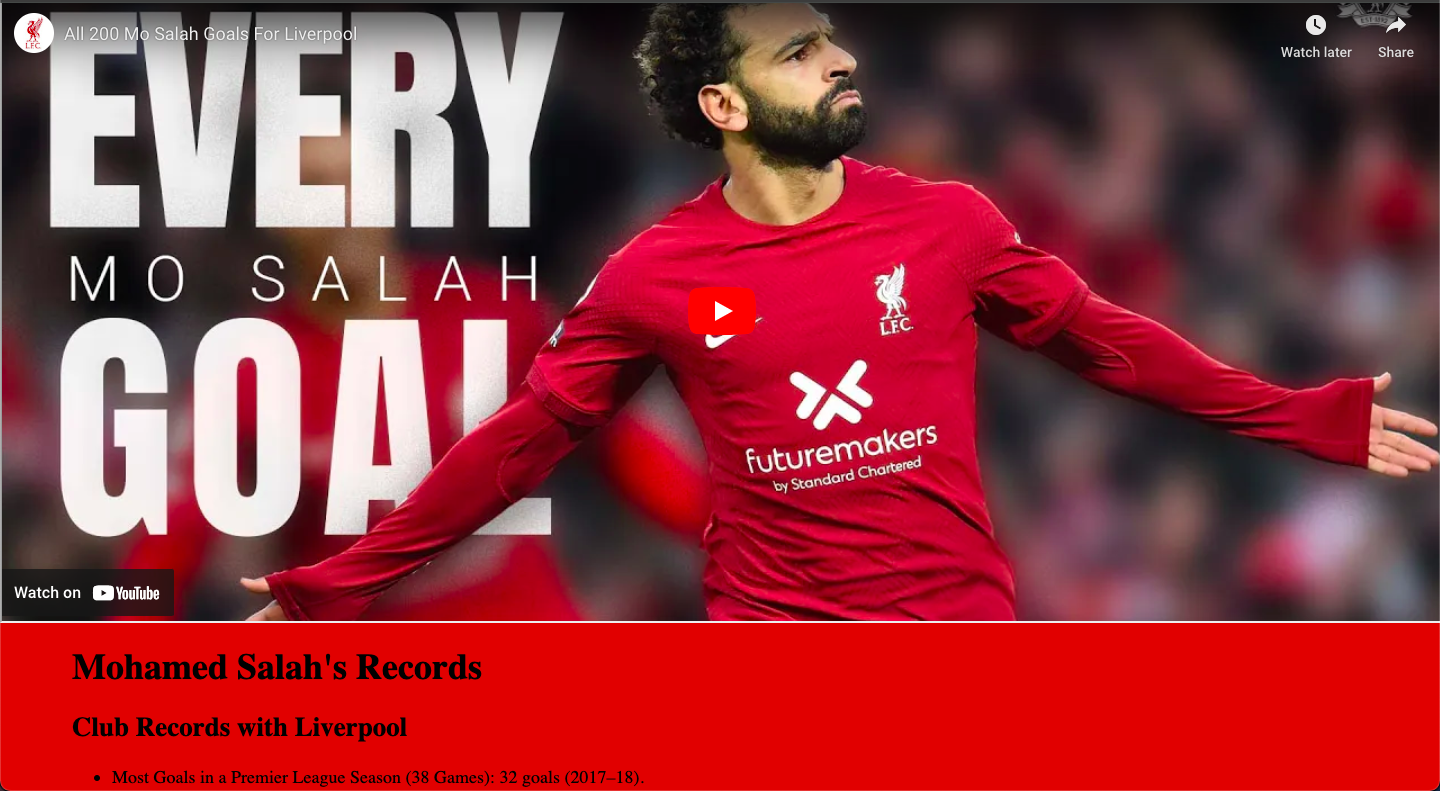 All 200 Mo Salah Goals For Liverpool
Watch later
Share
EST·1892
EVERY
MO SALAH
GOAL
L.F.C.
L.F.C.
futuremakers
by Standard Chartered
Watch on YouTube
Mohamed Salah's Records
Club Records with Liverpool
• Most Goals in a Premier League Season (38 Games): 32 goals (2017–18).